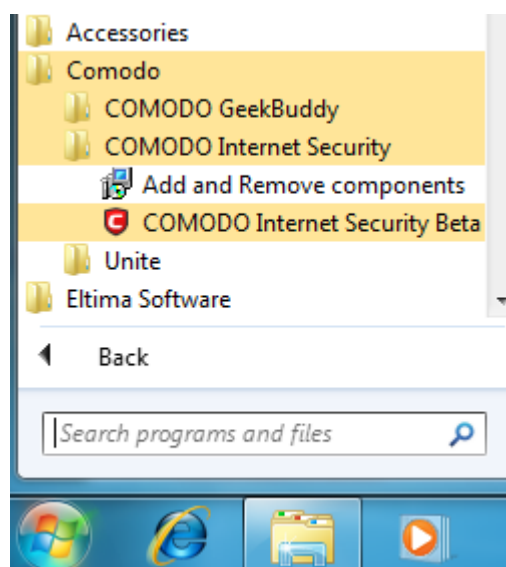 Accessories
Comodo
COMODO GeekBuddy
COMODO Internet Security
Add and Remove components
COMODO Internet Security Beta
Unite
Eltima Software
Back
Search programs and files